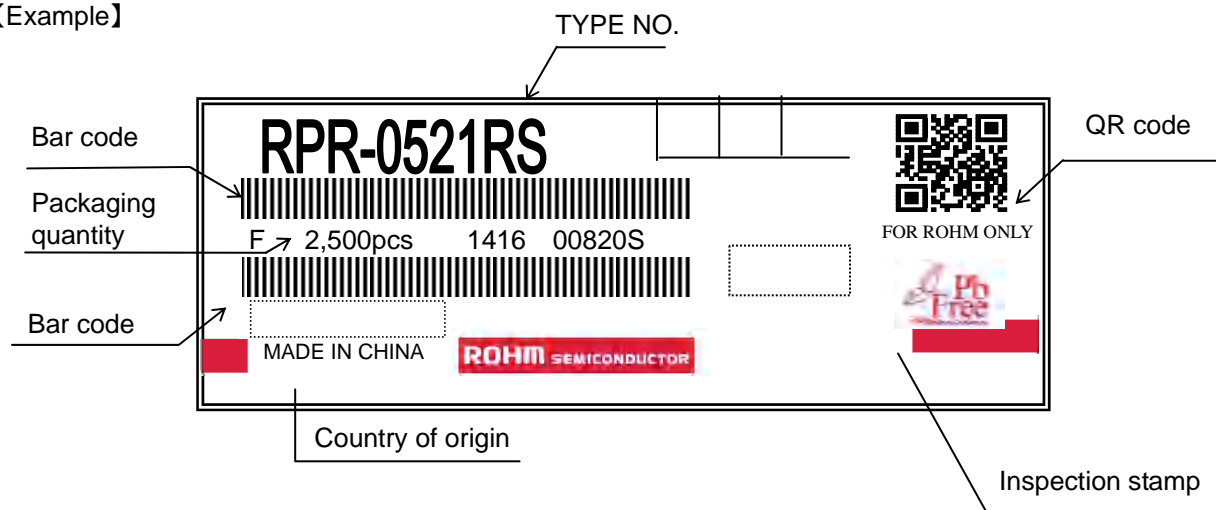 【Example】
TYPE NO.
Bar code
RPR-0521RS
QR code
Packaging
quantity
F 2,500pcs 1416 00820S
FOR ROHM ONLY
Pb
Free
Bar code
MADE IN CHINA
ROHM SEMICONDUCTOR
Country of origin
Inspection stamp